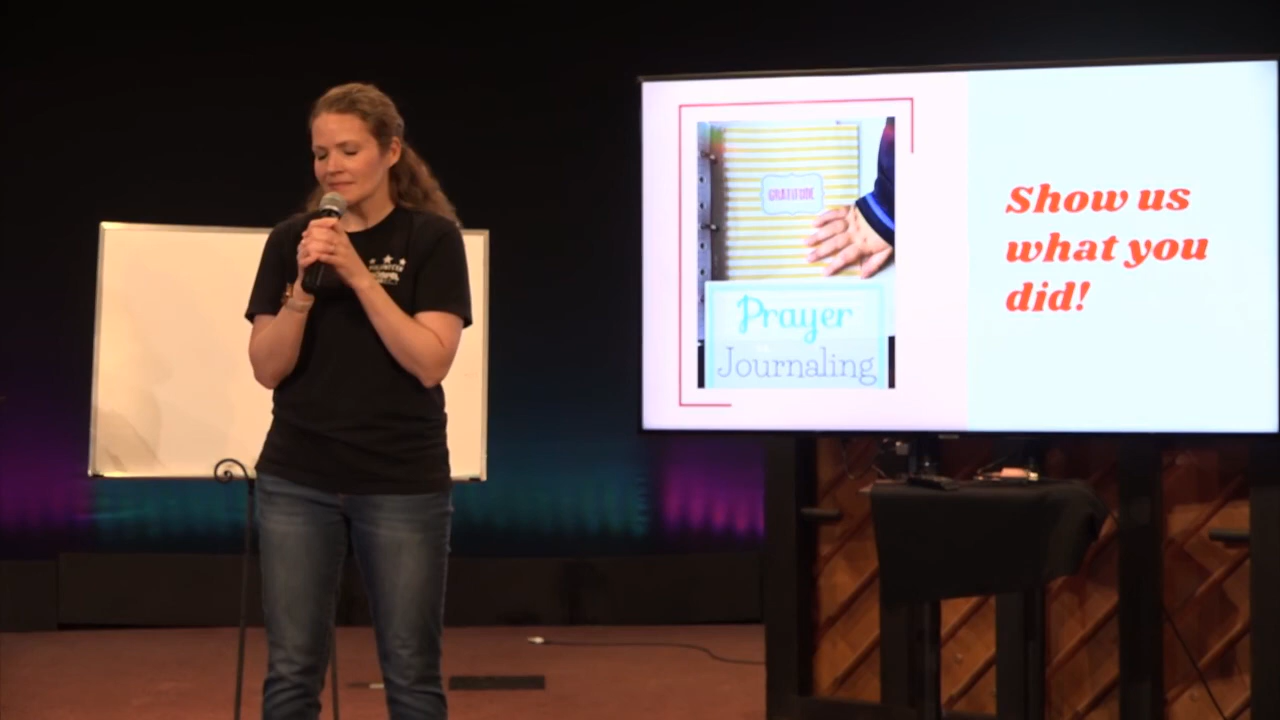 GRATITUDE
Prayer
Journaling
Show us
what you
did!